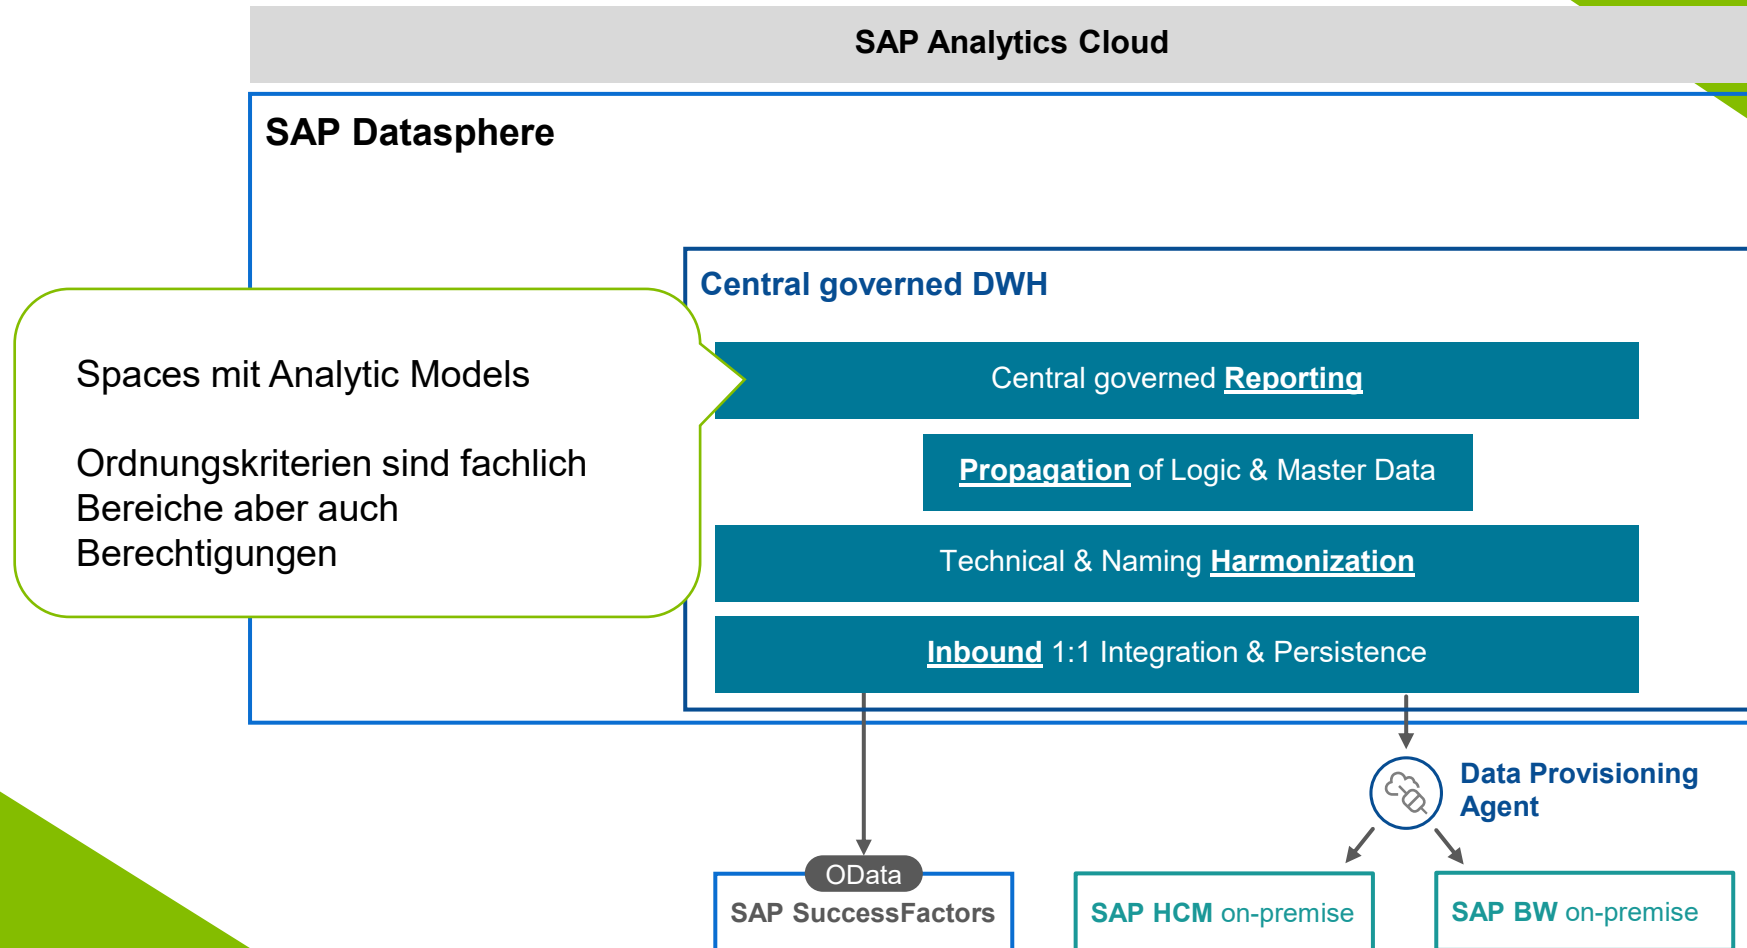 SAP Analytics Cloud
SAP Datasphere
Central governed DWH
Spaces mit Analytic Models
Ordnungskriterien sind fachlich
Bereiche aber auch
Berechtigungen
Central governed Reporting
Propagation of Logic & Master Data
Technical & Naming Harmonization
Inbound 1:1 Integration & Persistence
Data Provisioning
Agent
OData
SAP SuccessFactors
SAP HCM on-premise
SAP BW on-premise